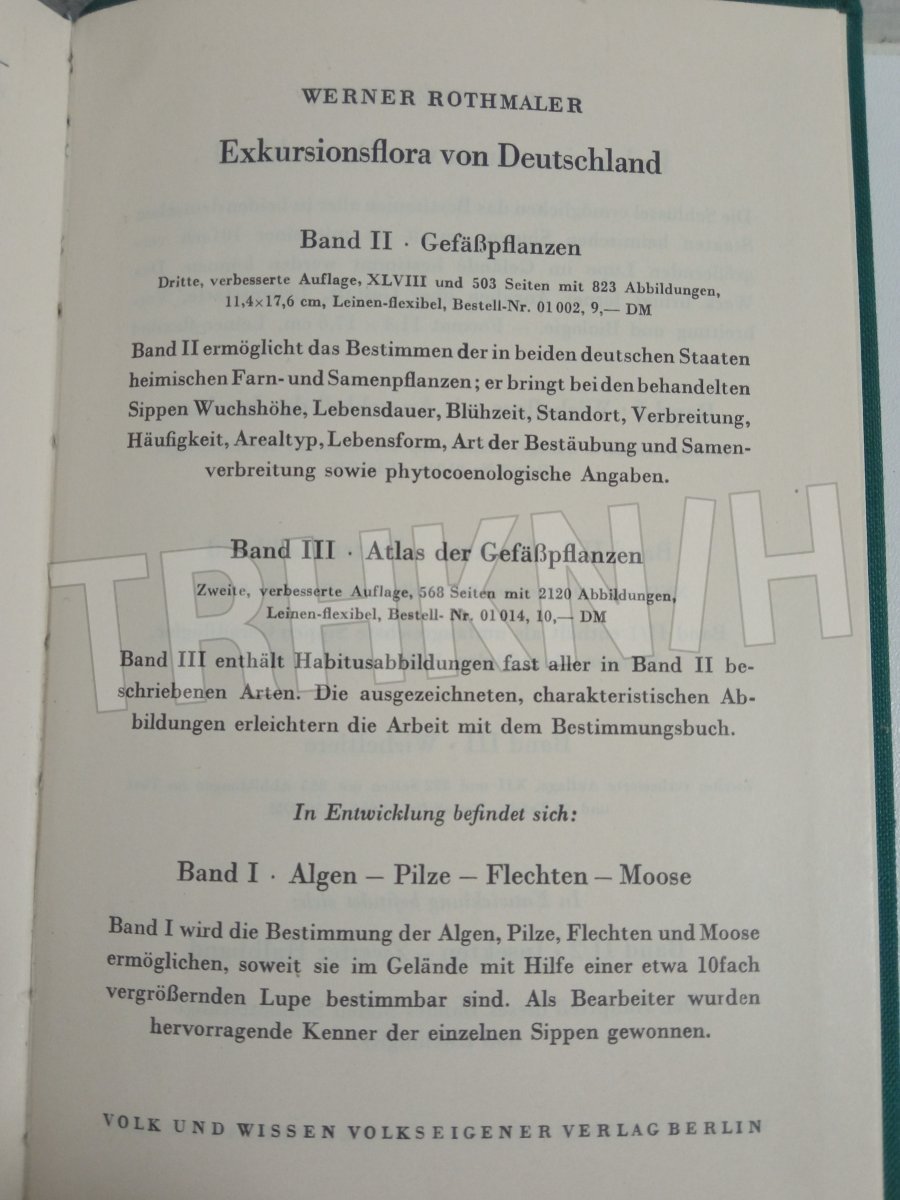 WERNER ROTHMALER
Exkursionsflora von Deutschland
Band II · Gefäßpflanzen
Dritte, verbesserte Auflage, XLVIII und 503 Seiten mit 823 Abbildungen,
11,4×17,6 cm, Leinen-flexibel, Bestell-Nr. 01 002, 9,— DM
Band II ermöglicht das Bestimmen der in beiden deutschen Staaten
heimischen Farn- und Samenpflanzen; er bringt bei den behandelten
Sippen Wuchshöhe, Lebensdauer, Blühzeit, Standort, Verbreitung,
Häufigkeit, Arealtyp, Lebensform, Art der Bestäubung und Samen-
verbreitung sowie phytocoenologische Angaben.
TRHKN/H
Band III · Atlas der Gefäßpflanzen
Zweite, verbesserte Auflage, 568 Seiten mit 2120 Abbildungen,
Leinen-flexibel, Bestell- Nr. 01 014, 10,— DM
Band III enthält Habitusabbildungen fast aller in Band II be-
schriebenen Arten. Die ausgezeichneten, charakteristischen Ab-
bildungen erleichtern die Arbeit mit dem Bestimmungsbuch.
In Entwicklung befindet sich:
Band I · Algen — Pilze — Flechten — Moose
Band I wird die Bestimmung der Algen, Pilze, Flechten und Moose
ermöglichen, soweit sie im Gelände mit Hilfe einer etwa 10fach
vergrößernden Lupe bestimmbar sind. Als Bearbeiter wurden
hervorragende Kenner der einzelnen Sippen gewonnen.
VOLK UND WISSEN VOLKSEIGENER VERLAG BERLIN